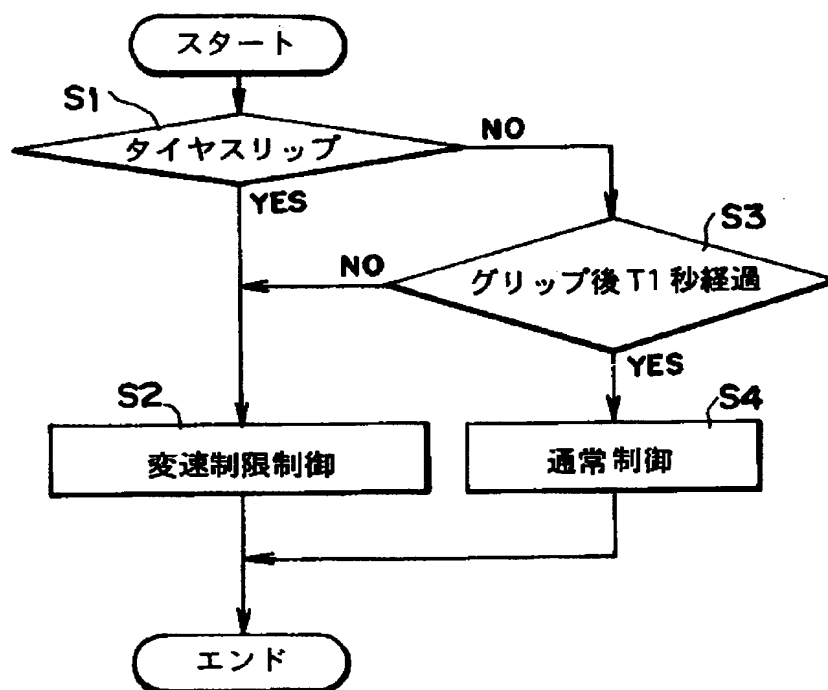 スタート
S1
タイヤスリップ
NO
YES
S3
グリップ後T1秒経過
NO
YES
S2
変速制限制御
S4
通常制御
エンド